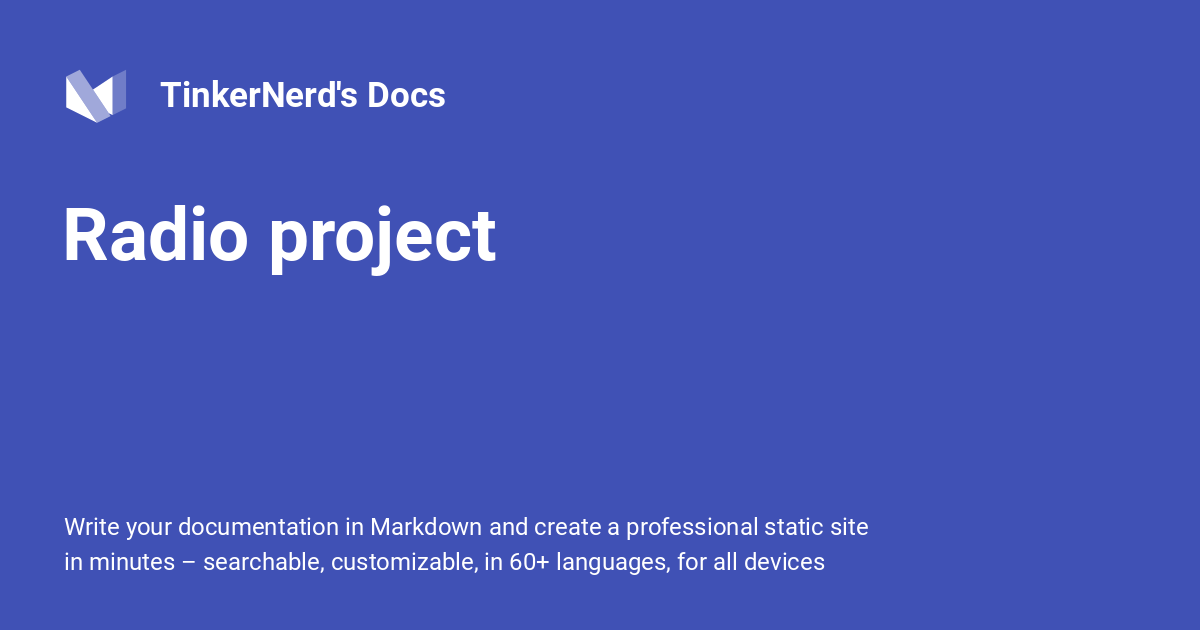 TinkerNerd's Docs
Radio project
Write your documentation in Markdown and create a professional static site
in minutes – searchable, customizable, in 60+ languages, for all devices